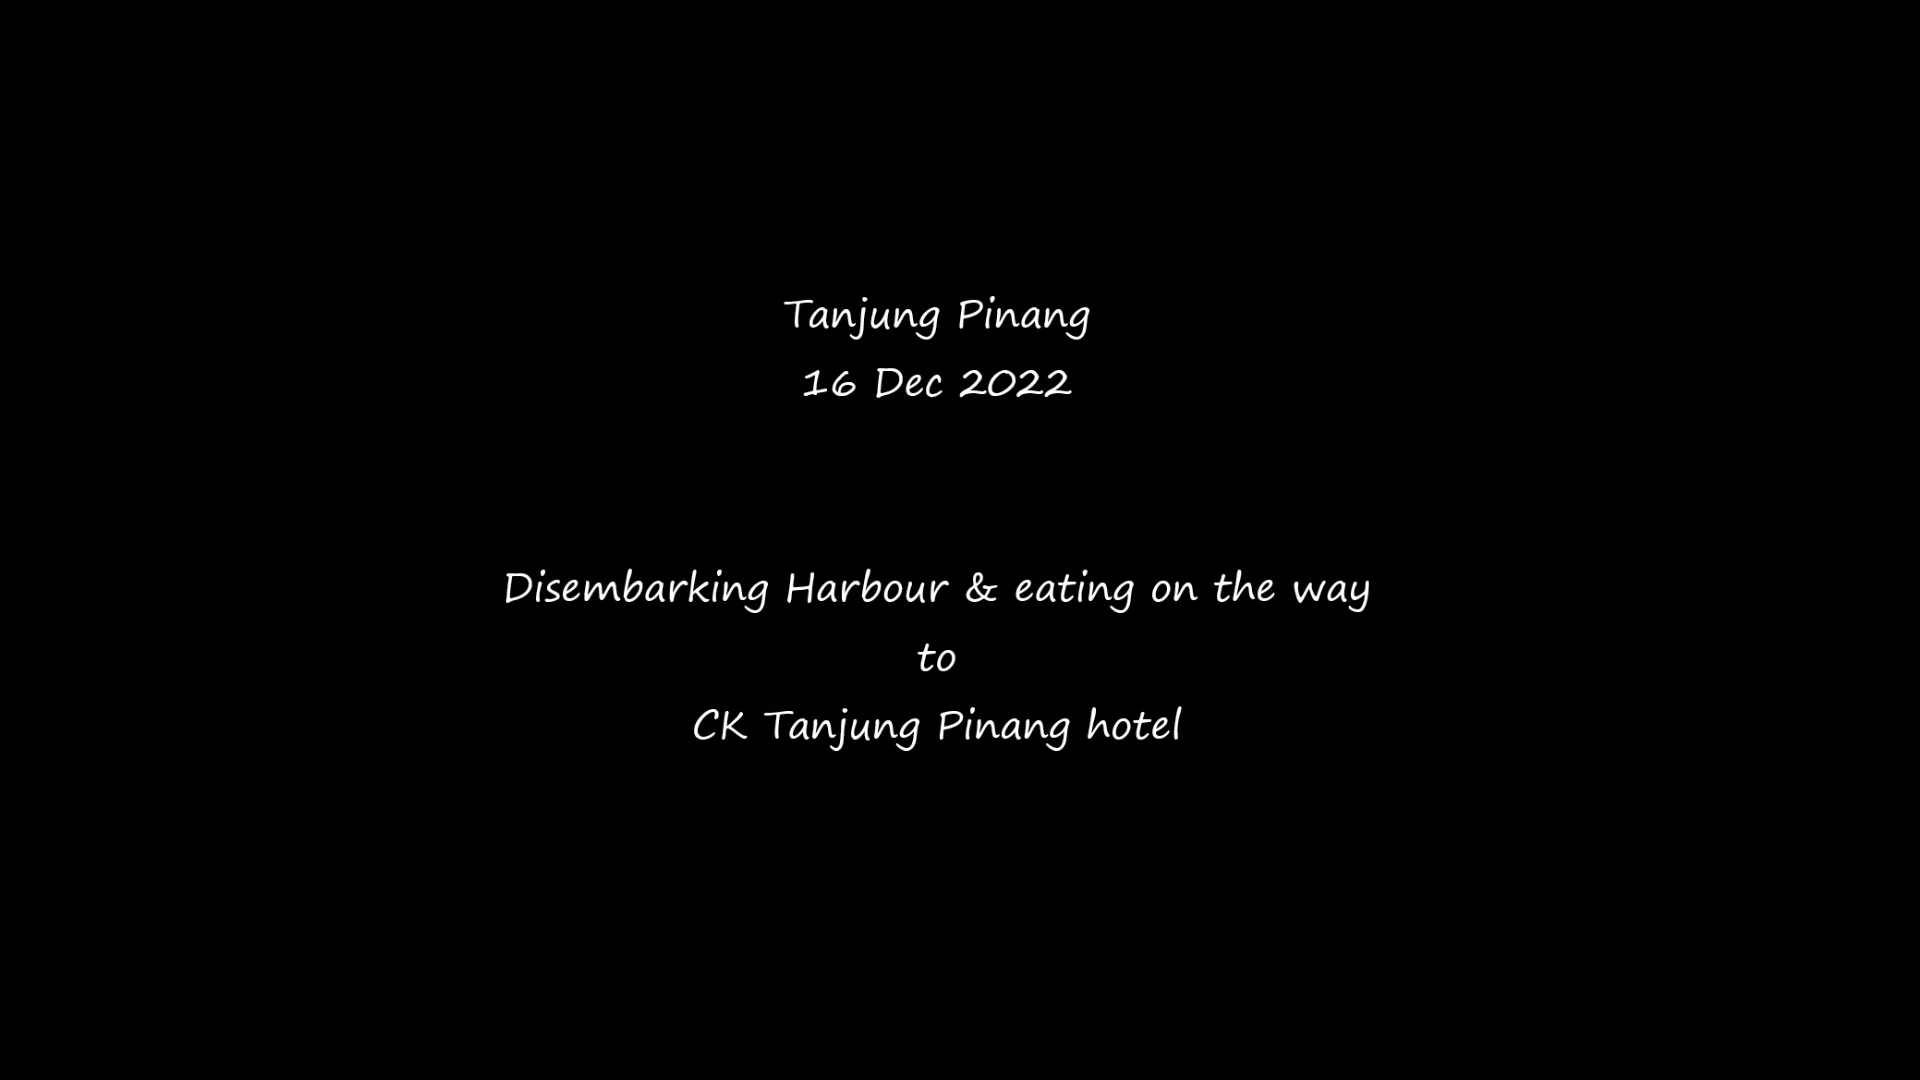 Tanjung Pinang
16 Dec 2022
Disembarking Harbour & eating on the way
to
CK Tanjung Pinang hotel